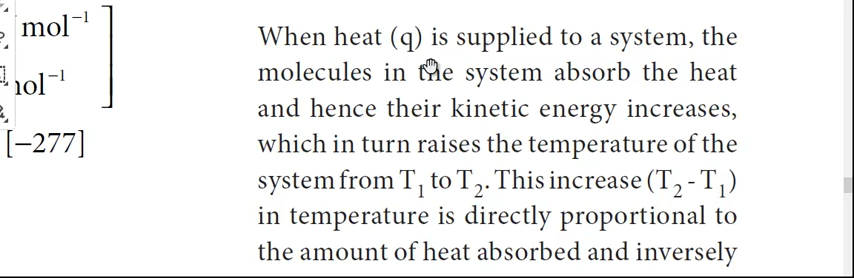 mol⁻¹
nol⁻¹
[−277]
When heat (q) is supplied to a system, the
molecules in the system absorb the heat
and hence their kinetic energy increases,
which in turn raises the temperature of the
system from T₁ to T₂. This increase (T₂ - T₁)
in temperature is directly proportional to
the amount of heat absorbed and inversely